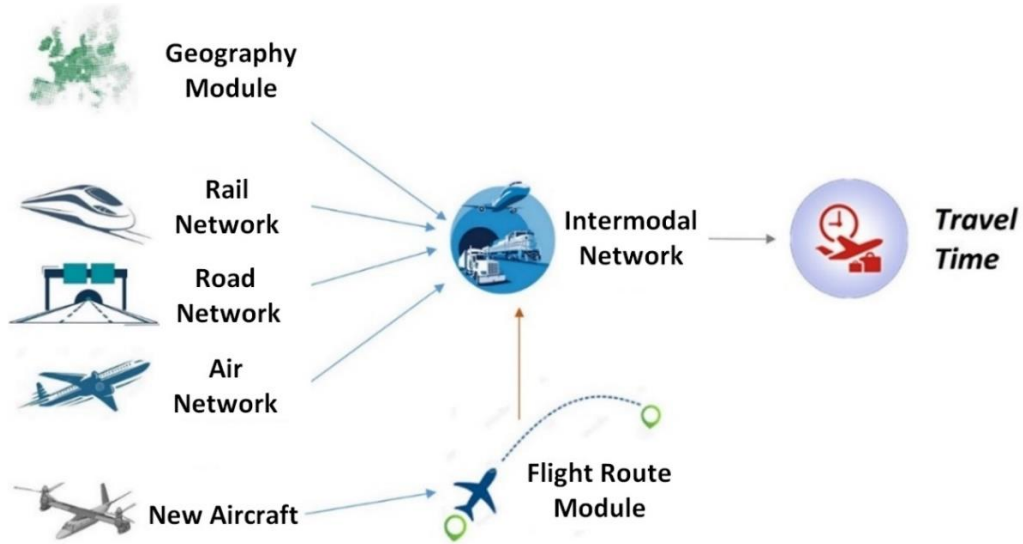 Geography
Module
Rail
Network
Road
Network
Air
Network
New Aircraft
Intermodal
Network
Flight Route
Module
Travel
Time